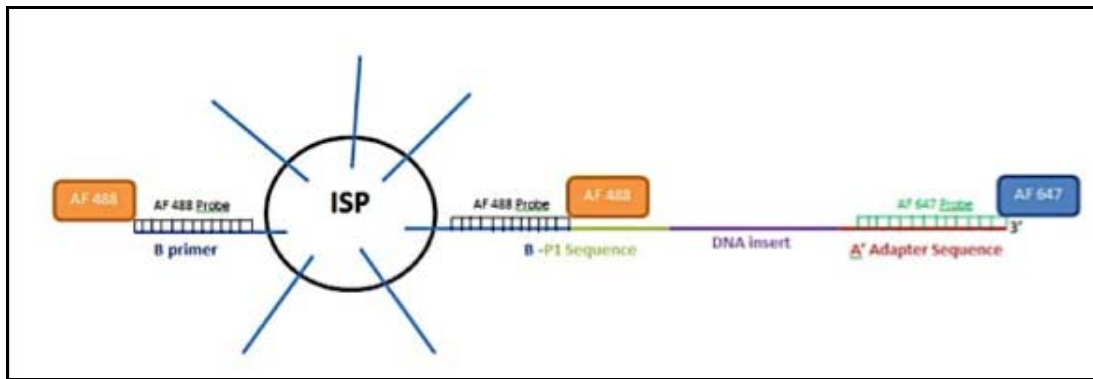 AF 488
AF 488 Probe
B primer
ISP
AF 488 Probe
AF 488
B -P1 Sequence
DNA insert
AF 647 Probe
AF 647
3'
A' Adapter Sequence